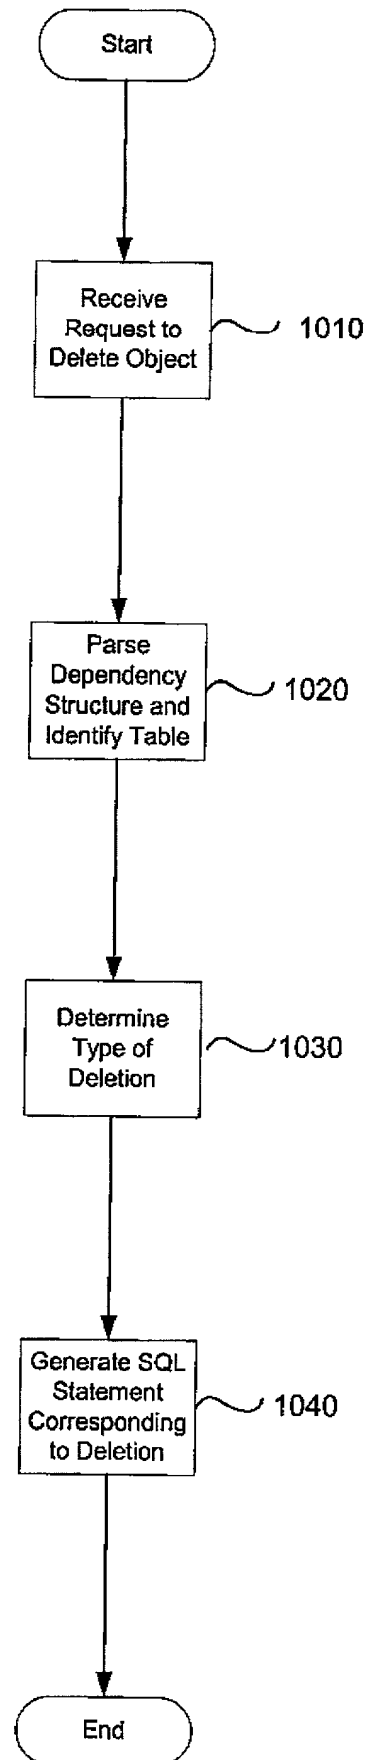 Start
Receive
Request to
Delete Object
1010
Parse
Dependency
Structure and
Identify Table
1020
Determine
Type of
Deletion
1030
Generate SQL
Statement
Corresponding
to Deletion
1040
End